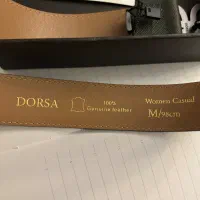 DORSA
100%
Genuine leather
Women Casual
M/98cm